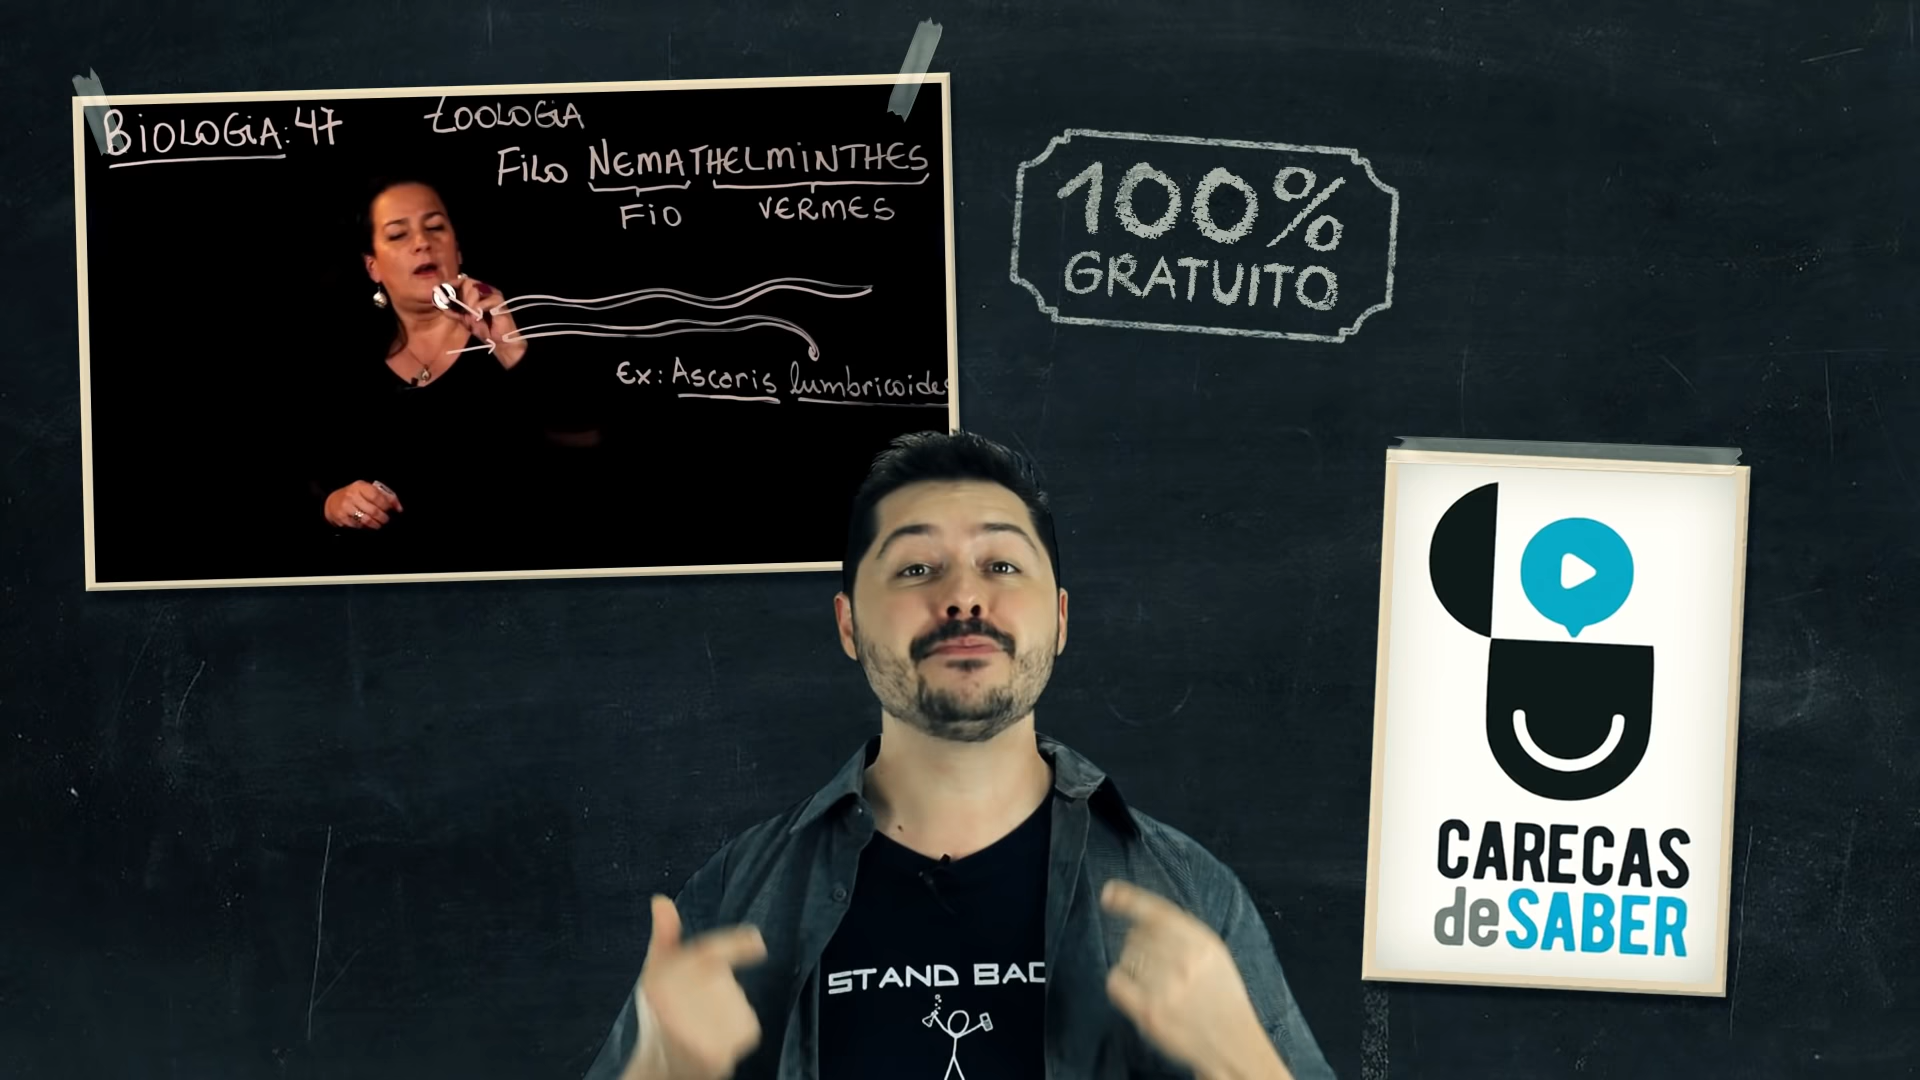 BIOLOGIA: 47
ZOOLOGIA
FILO NEMATHELMINTHES
FIO
VERMES
Ex: Ascaris lumbricoides
100%
GRATUITO
CARECAS
de SABER
STAND BAC